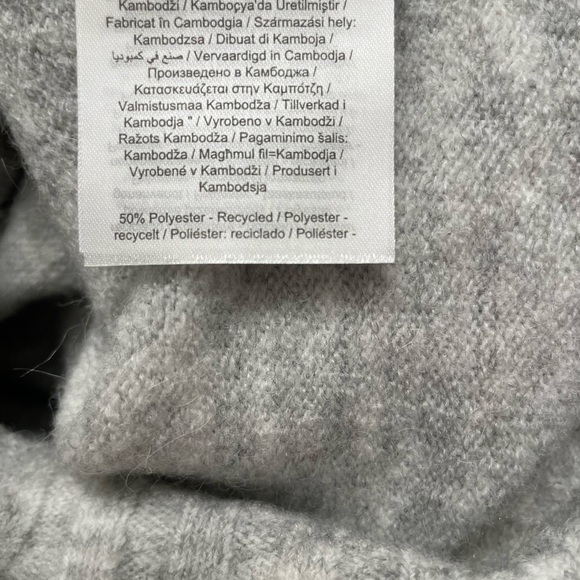 Kambodži / Kamboçya'da Üretilmiştir /
Fabricat în Cambodgia / Származási hely:
Kambodzsa / Dibuat di Kamboja /
صنع في كمبوديا / Vervaardigd in Cambodja /
Произведено в Камбоджа /
Κατασκευάζεται στην Καμπότζη /
Valmistusmaa Kambodža / Tillverkad i
Kambodja " / Vyrobeno v Kambodži /
Ražots Kambodža / Pagaminimo šalis:
Kambodža / Magħmul fil=Kambodja /
Vyrobené v Kambodži / Produsert i
Kambodsja
50% Polyester - Recycled / Polyester -
recycelt / Poliéster: reciclado / Poliéster -